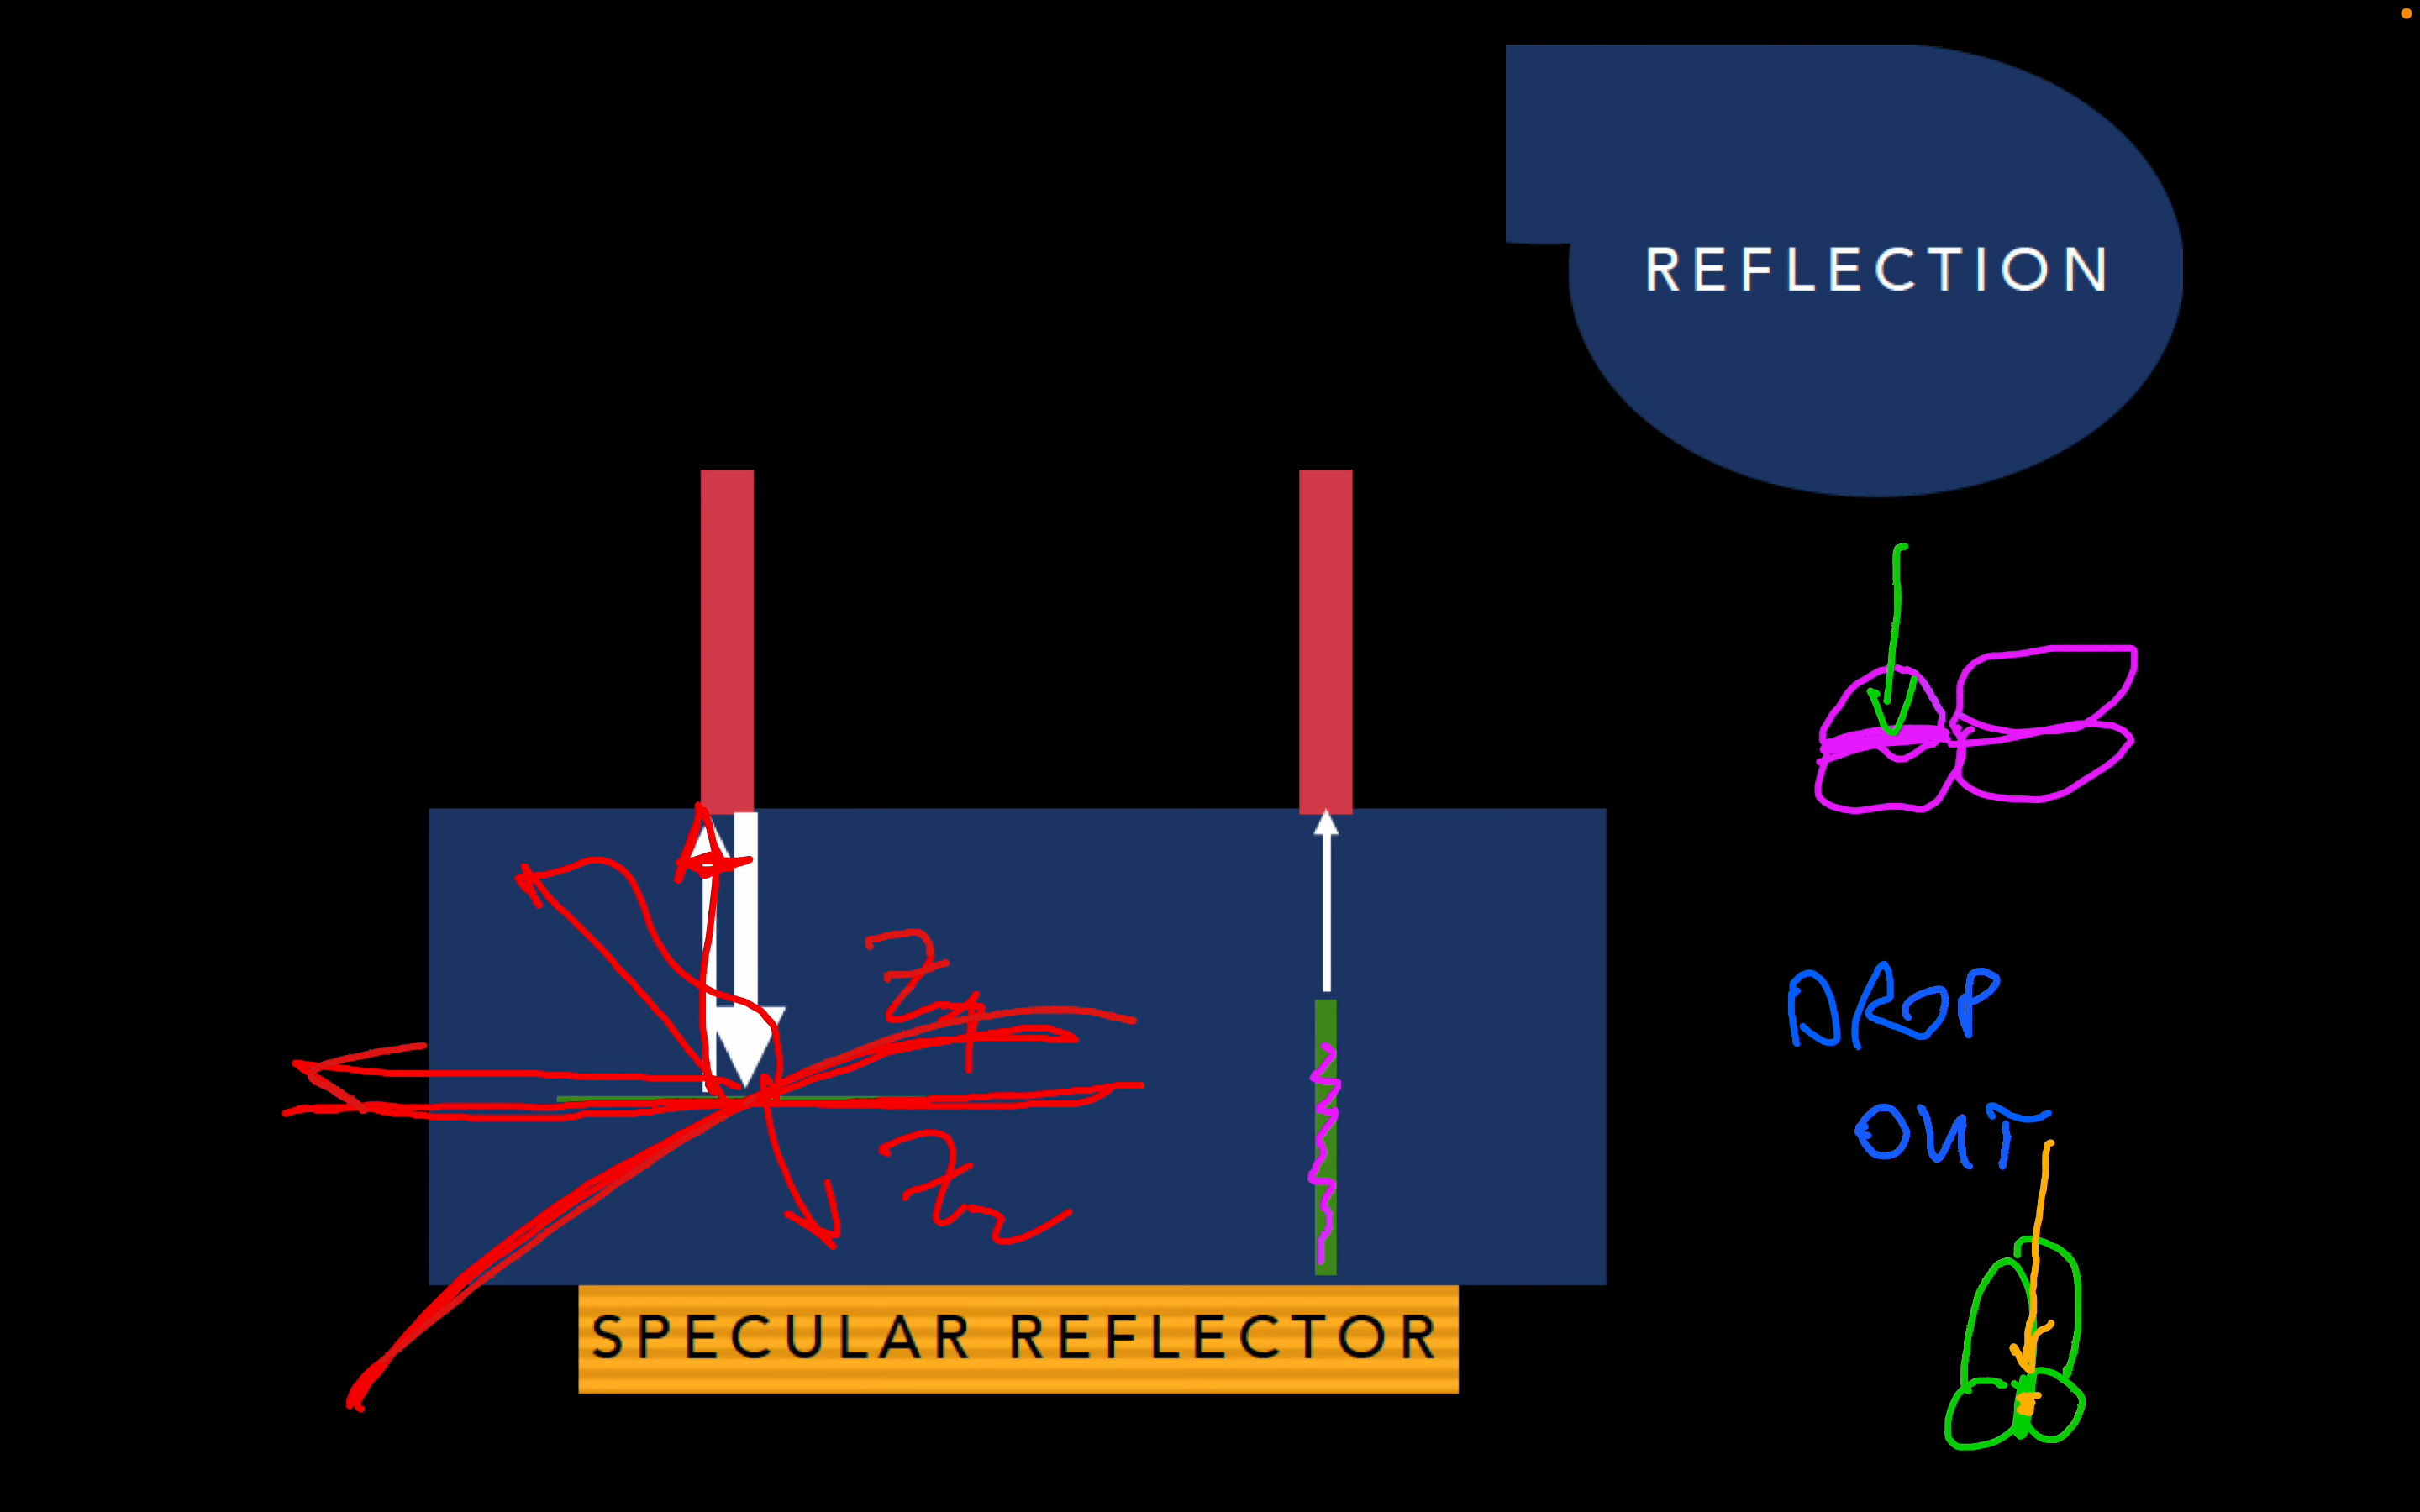 REFLECTION
Z1
DROP
OUT
Z2
SPECULAR REFLECTOR